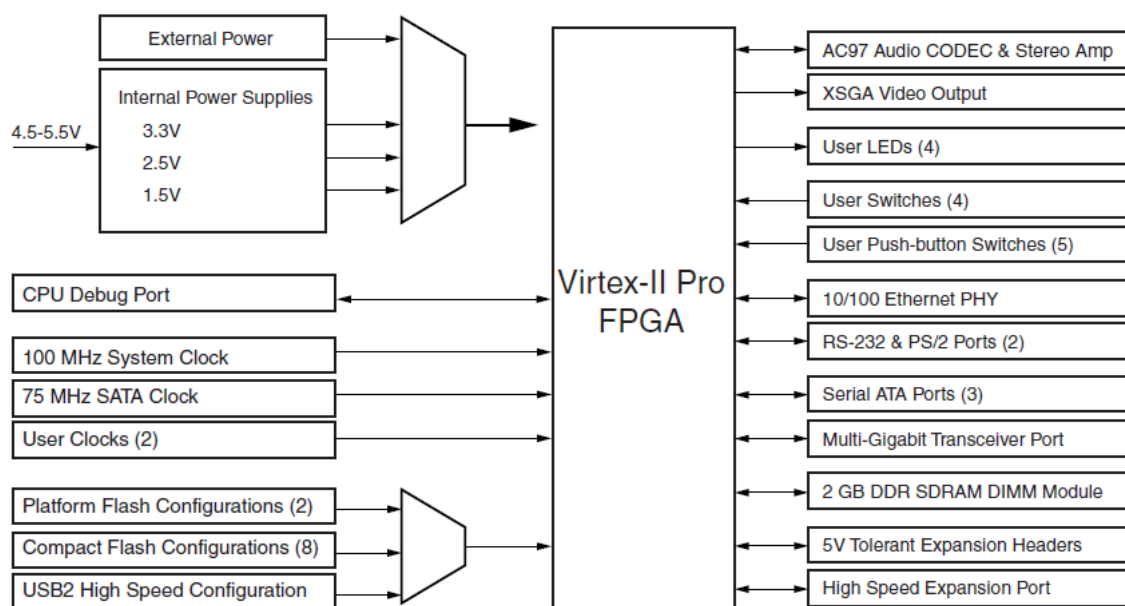 External Power
Internal Power Supplies
4.5-5.5V
3.3V
2.5V
1.5V
CPU Debug Port
100 MHz System Clock
75 MHz SATA Clock
User Clocks (2)
Platform Flash Configurations (2)
Compact Flash Configurations (8)
USB2 High Speed Configuration
Virtex-II Pro
FPGA
AC97 Audio CODEC & Stereo Amp
XSGA Video Output
User LEDs (4)
User Switches (4)
User Push-button Switches (5)
10/100 Ethernet PHY
RS-232 & PS/2 Ports (2)
Serial ATA Ports (3)
Multi-Gigabit Transceiver Port
2 GB DDR SDRAM DIMM Module
5V Tolerant Expansion Headers
High Speed Expansion Port